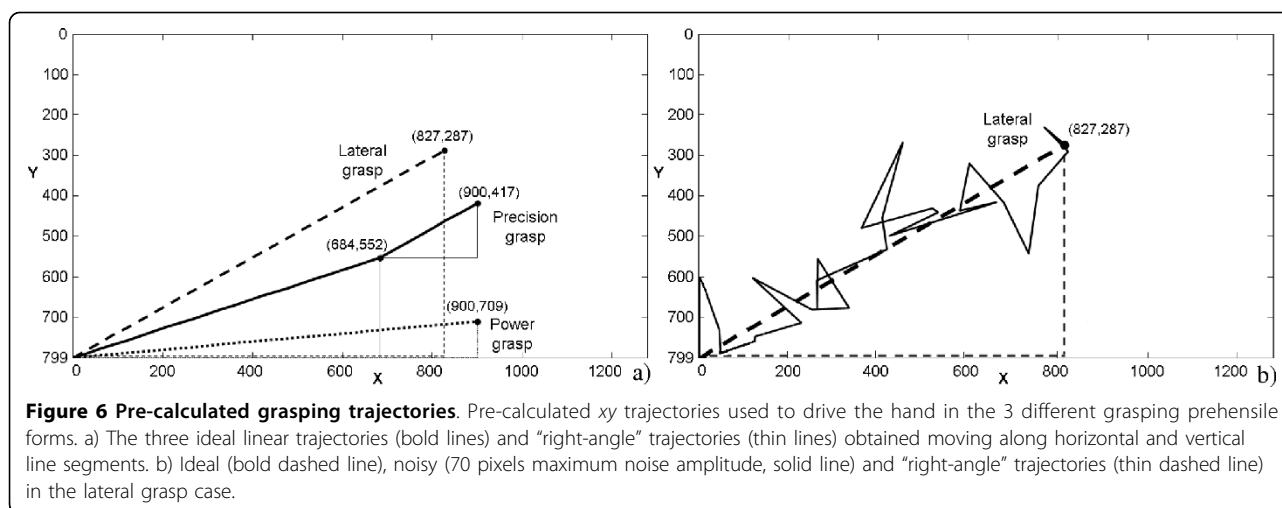 0
100
200
300
400
500
600
700
799
Y
0
200
400
600
800
1000
1200
X
a)
(827,287)
Lateral
grasp
(900,417)
Precision
grasp
(684,552)
(900,709)
Power
grasp
0
100
200
300
400
500
600
700
799
Y
0
200
400
600
800
1000
1200
X
b)
Lateral
grasp
(827,287)
Figure 6 Pre-calculated grasping trajectories. Pre-calculated xy trajectories used to drive the hand in the 3 different grasping prehensile
forms. a) The three ideal linear trajectories (bold lines) and “right-angle” trajectories (thin lines) obtained moving along horizontal and vertical
line segments. b) Ideal (bold dashed line), noisy (70 pixels maximum noise amplitude, solid line) and “right-angle” trajectories (thin dashed line)
in the lateral grasp case.